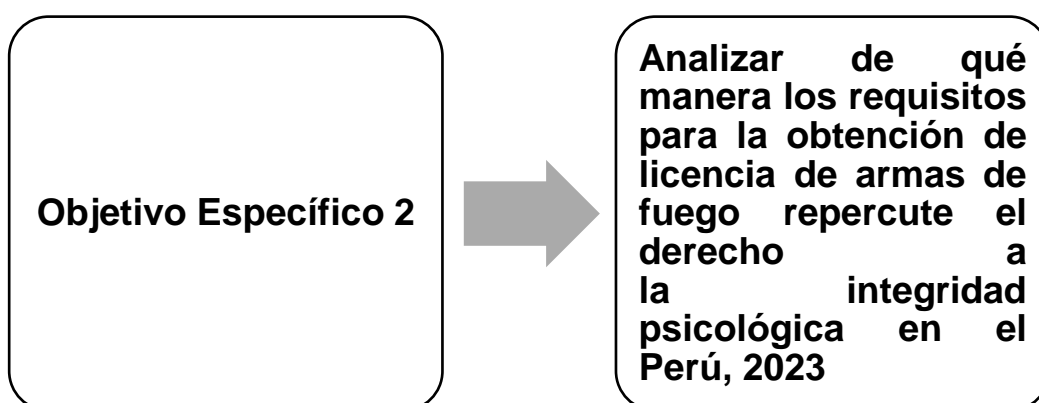 Objetivo Específico 2
Analizar de qué
manera los requisitos
para la obtención de
licencia de armas de
fuego repercute el
derecho a
la integridad
psicológica en el
Perú, 2023